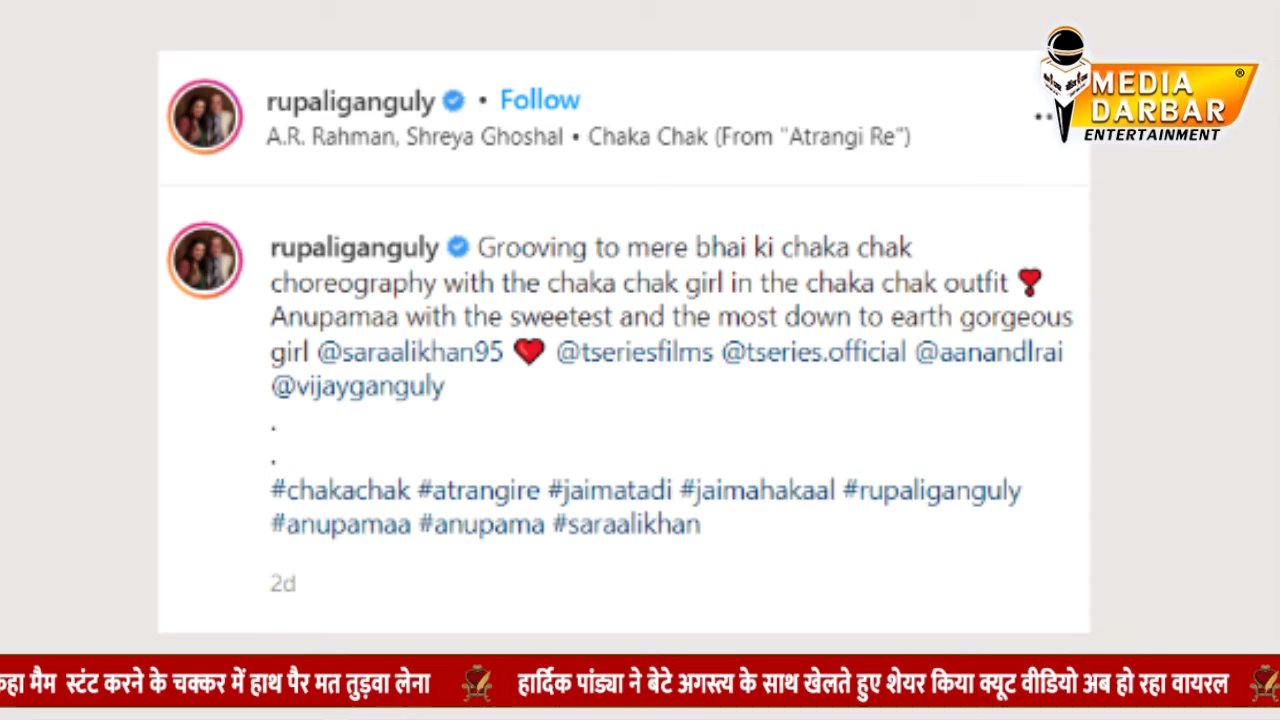 rupaliganguly • Follow
A.R. Rahman, Shreya Ghoshal • Chaka Chak (From "Atrangi Re")
MEDIA
DARBAR
ENTERTAINMENT
rupaliganguly Grooving to mere bhai ki chaka chak
choreography with the chaka chak girl in the chaka chak outfit ❣
Anupamaa with the sweetest and the most down to earth gorgeous
girl @saraalikhan95 ❤ @tseriesfilms @tseries.official @aanandlrai
@vijayganguly
.
.
#chakachak #atrangire #jaimatadi #jaimahakaal #rupaliganguly
#anupamaa #anupama #saraalikhan
2d
मैम स्टंट करने के चक्कर में हाथ पैर मत तुड़वा लेना हार्दिक पांड्या ने बेटे अगस्त्य के साथ खेलते हुए शेयर किया क्यूट वीडियो अब हो रहा वायरल